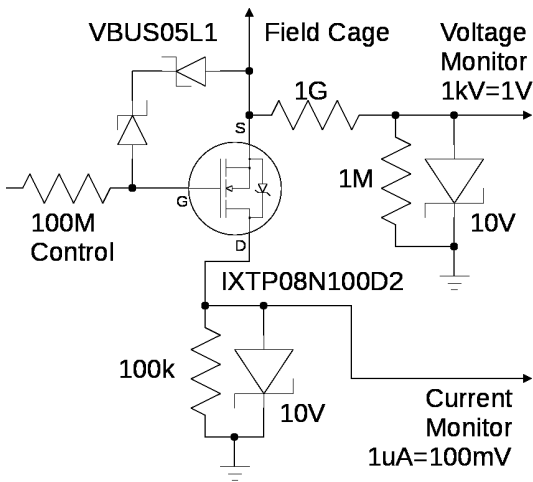 VBUS05L1
Field Cage
Voltage
Monitor
1kV=1V
1G
S
1M
G
10V
100M
Control
D
IXTP08N100D2
100k
10V
Current
Monitor
1uA=100mV